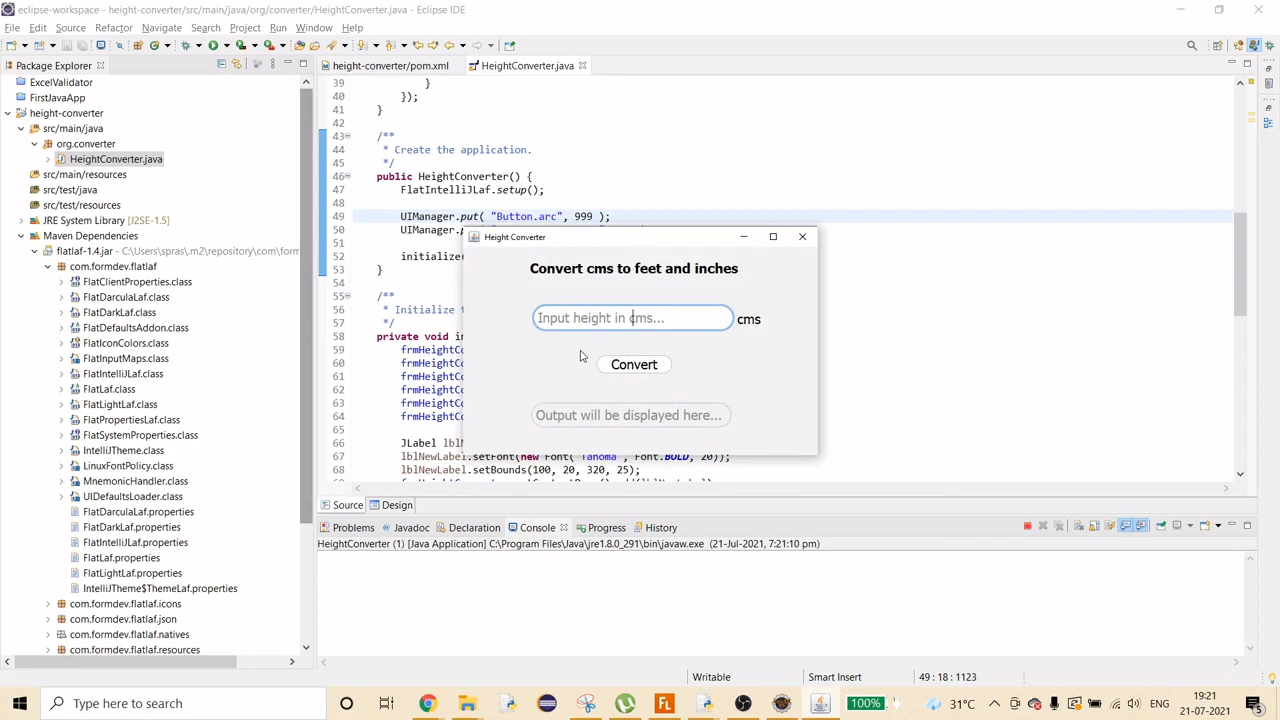 eclipse-workspace - height-converter/src/main/java/org/converter/HeightConverter.java - Eclipse IDE
File Edit Source Refactor Navigate Search Project Run Window Help
Package Explorer
height-converter/pom.xml
HeightConverter.java
ExcelValidator
FirstJavaApp
height-converter
src/main/java
org.converter
HeightConverter.java
src/main/resources
src/test/java
src/test/resources
JRE System Library [J2SE-1.5]
Maven Dependencies
flatlaf-1.4.jar - C:\Users\spras\.m2\repository\com\form
com.formdev.flatlaf
FlatClientProperties.class
FlatDarculaLaf.class
FlatDarkLaf.class
FlatDefaultsAddon.class
FlatIconColors.class
FlatInputMaps.class
FlatIntelliJLaf.class
FlatLaf.class
FlatLightLaf.class
FlatPropertiesLaf.class
FlatSystemProperties.class
IntelliJTheme.class
LinuxFontPolicy.class
MnemonicHandler.class
UIDefaultsLoader.class
FlatDarculaLaf.properties
FlatDarkLaf.properties
FlatIntelliJLaf.properties
FlatLaf.properties
FlatLightLaf.properties
IntelliJTheme$ThemeLaf.properties
com.formdev.flatlaf.icons
com.formdev.flatlaf.json
com.formdev.flatlaf.natives
com.formdev.flatlaf.resources
39 }
40 });
41 }
42
43 /**
44 * Create the application.
45 */
46 public HeightConverter() {
47 FlatIntelliJLaf.setup();
48
49 UIManager.put( "Button.arc", 999 );
50 UIManager.
52 initialize(
53 }
54
55 /**
56 * Initialize
57 */
58 private void in
59 frmHeightCo
60 frmHeightCo
61 frmHeightCo
62 frmHeightCo
63 frmHeightCo
64 frmHeightCo
66 JLabel lblN
67 lblNewLabel.setFont(new Font("Tahoma", Font.BOLD, 20));
68 lblNewLabel.setBounds(100, 20, 320, 25);
Height Converter
Convert cms to feet and inches
Input height in cms... cms
Convert
Output will be displayed here...
Source Design
Problems Javadoc Declaration Console Progress History
HeightConverter (1) [Java Application] C:\Program Files\Java\jre1.8.0_291\bin\javaw.exe (21-Jul-2021, 7:21:10 pm)
Writable Smart Insert 49 : 18 : 1123
Type here to search
100%
31°C
19:21
21-07-2021
5